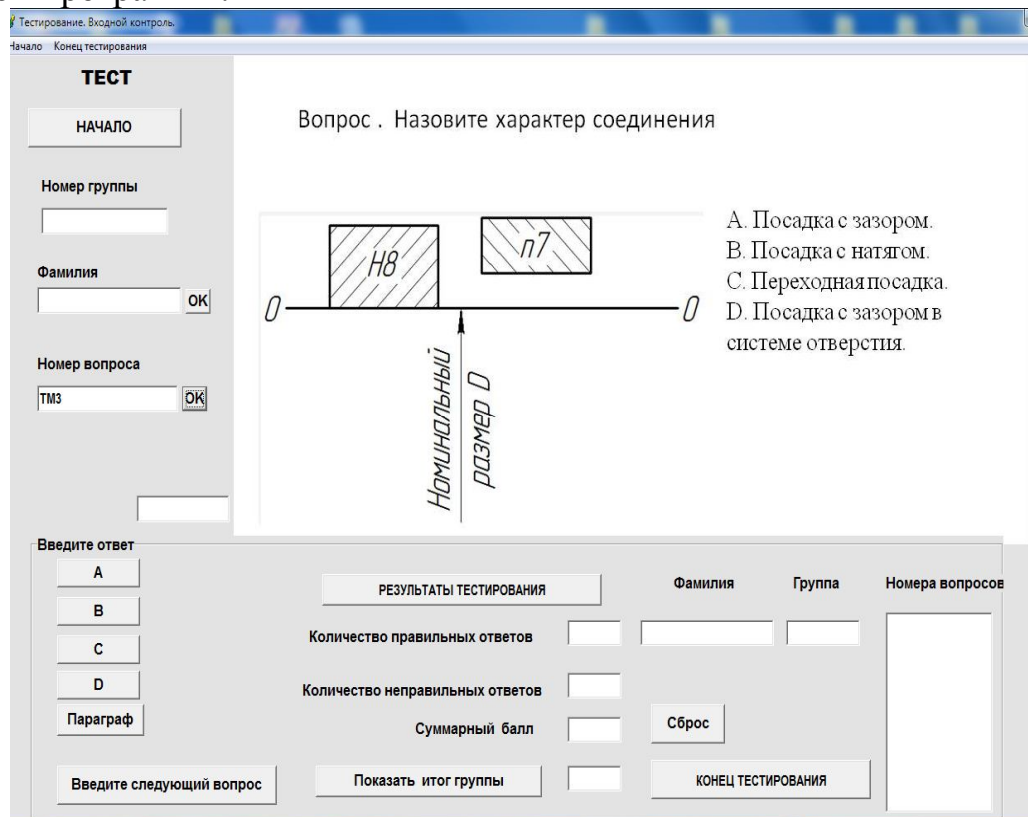 Тестирование. Входной контроль.
Начало Конец тестирования
ТЕСТ
НАЧАЛО
Номер группы
Фамилия
OK
Номер вопроса
ТМ3 OK
Вопрос . Назовите характер соединения
H8
n7
0 0
Номинальный
размер D
A. Посадка с зазором.
B. Посадка с натягом.
C. Переходная посадка.
D. Посадка с зазором в
системе отверстия.
Введите ответ
A
B
C
D
Параграф
Введите следующий вопрос
РЕЗУЛЬТАТЫ ТЕСТИРОВАНИЯ
Количество правильных ответов
Количество неправильных ответов
Суммарный балл
Показать итог группы
Фамилия Группа Номера вопросов
Сброс
КОНЕЦ ТЕСТИРОВАНИЯ